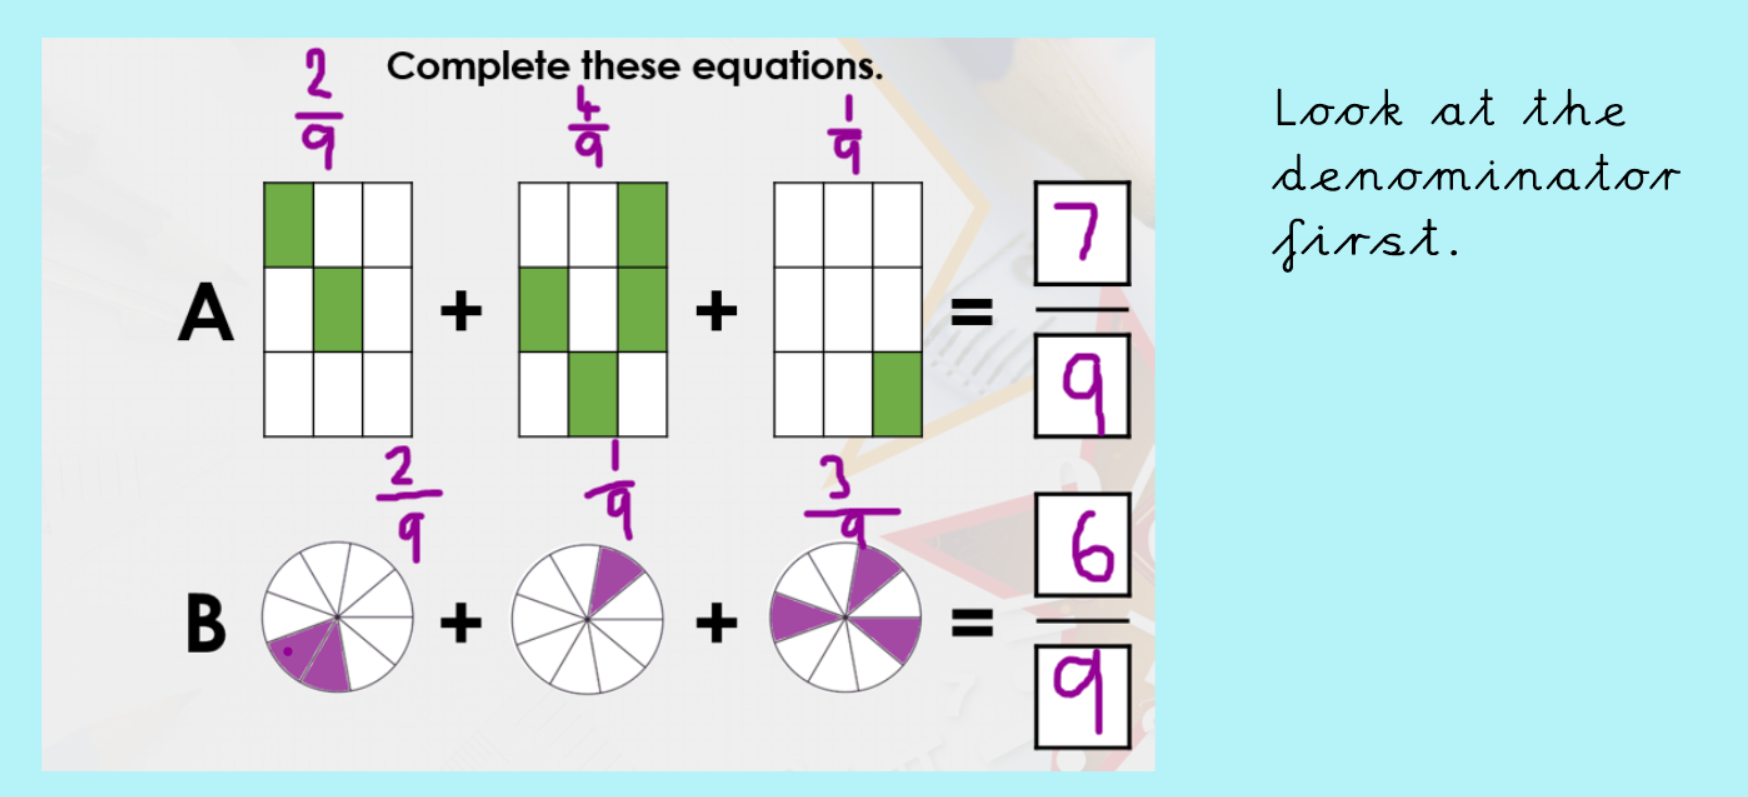 Complete these equations.
2/9 4/9 1/9
A + + = 7/9
2/9 1/9 3/9
B + + = 6/9
Look at the
denominator
first.